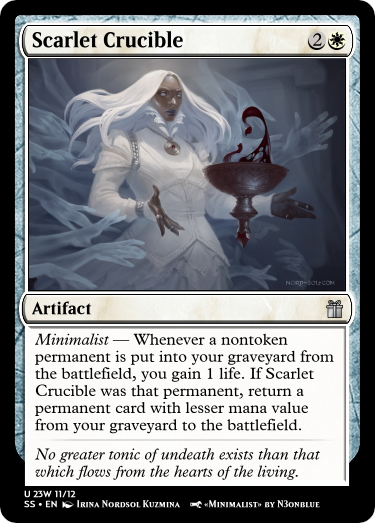 Scarlet Crucible 2
NORDSOL.COM
Artifact
Minimalist — Whenever a nontoken
permanent is put into your graveyard from
the battlefield, you gain 1 life. If Scarlet
Crucible was that permanent, return a
permanent card with lesser mana value
from your graveyard to the battlefield.
No greater tonic of undeath exists than that
which flows from the hearts of the living.
U 23W 11/12
SS • EN Irina Nordsol Kuzmina «Minimalist» by N3onblue